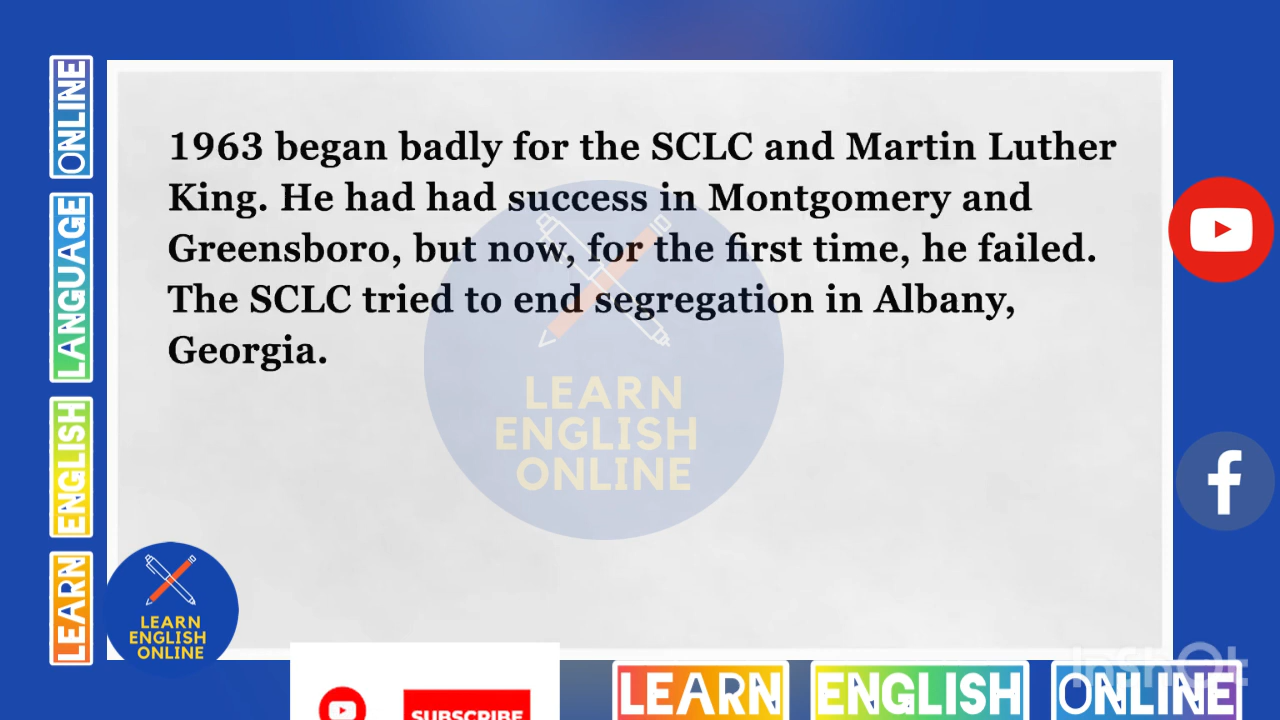 ONLINE
LANGUAGE
ENGLISH
LEARN
1963 began badly for the SCLC and Martin Luther
King. He had had success in Montgomery and
Greensboro, but now, for the first time, he failed.
The SCLC tried to end segregation in Albany,
Georgia.
LEARN
ENGLISH
ONLINE
LEARN
ENGLISH
ONLINE
SUBSCRIBE
LEARN ENGLISH ONLINE
InShOt